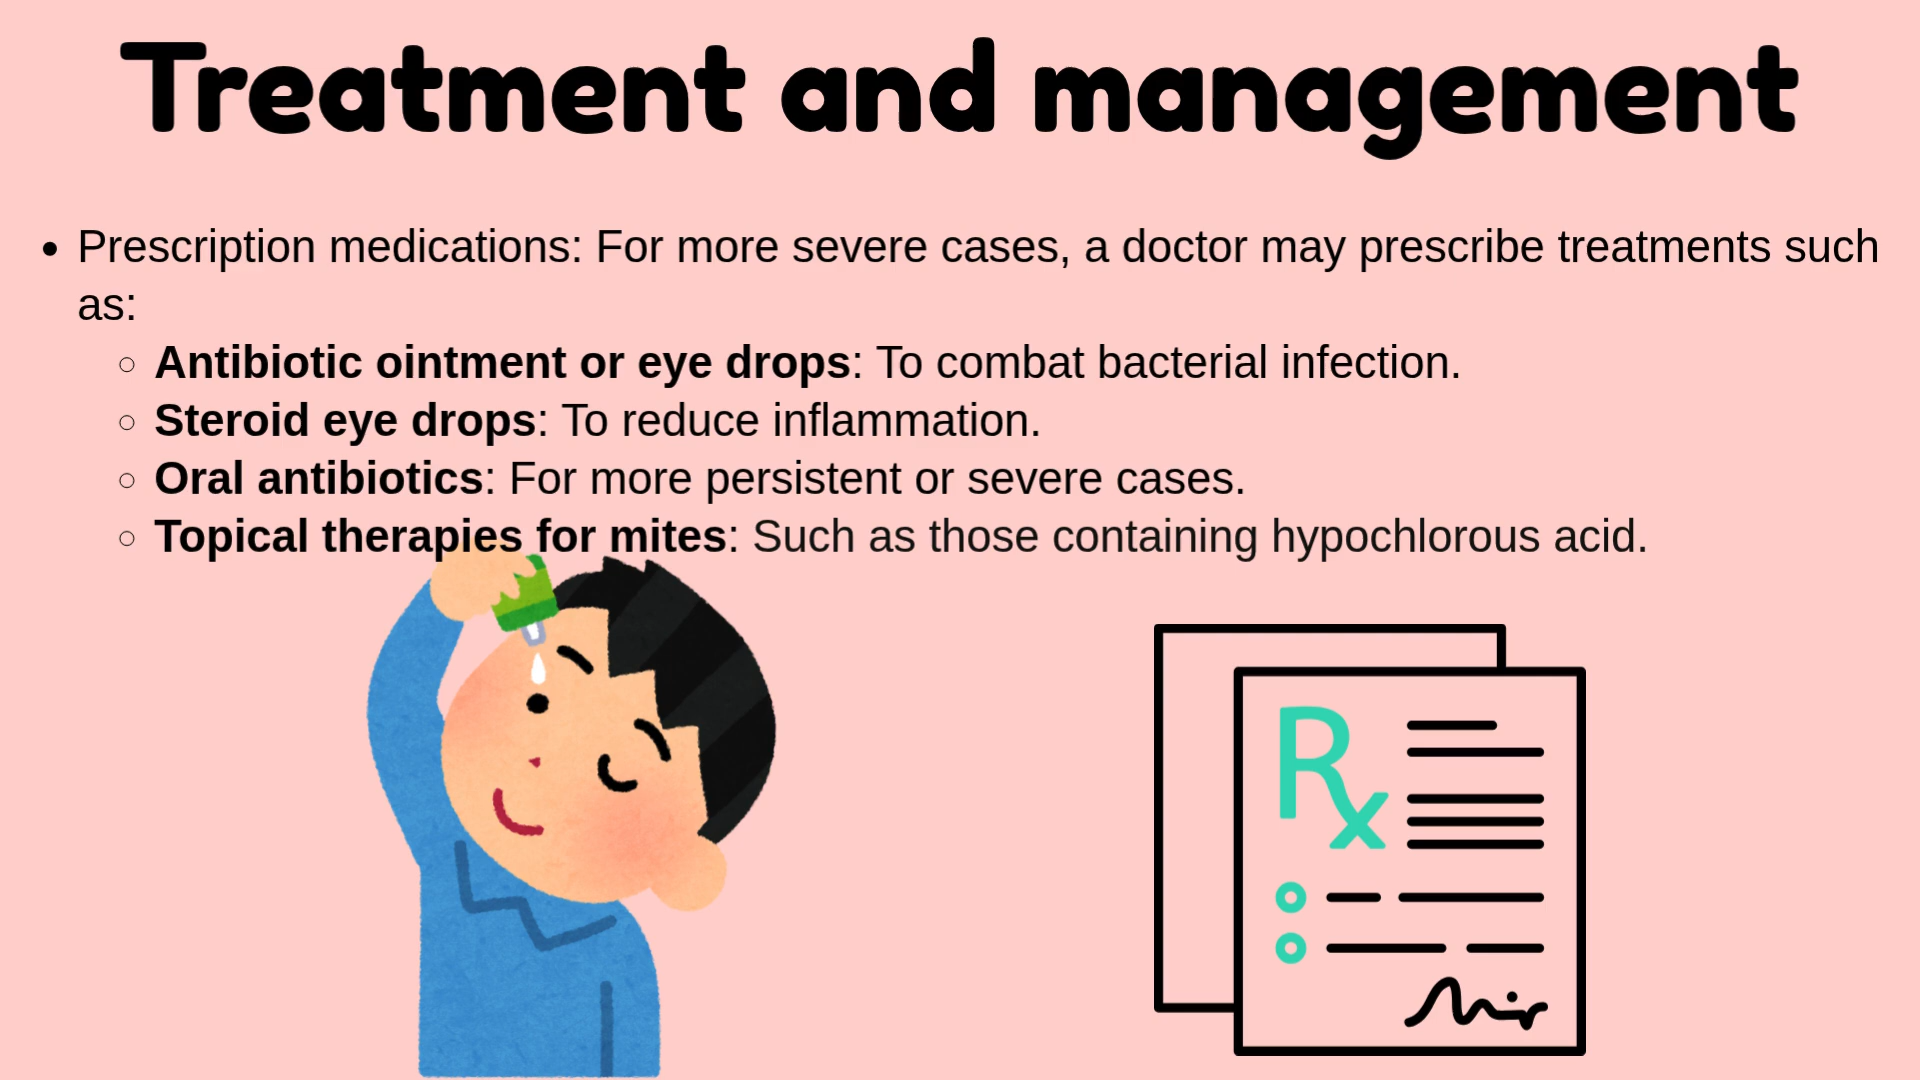 Treatment and management
• Prescription medications: For more severe cases, a doctor may prescribe treatments such
as:
○ Antibiotic ointment or eye drops: To combat bacterial infection.
○ Steroid eye drops: To reduce inflammation.
○ Oral antibiotics: For more persistent or severe cases.
○ Topical therapies for mites: Such as those containing hypochlorous acid.
Rx